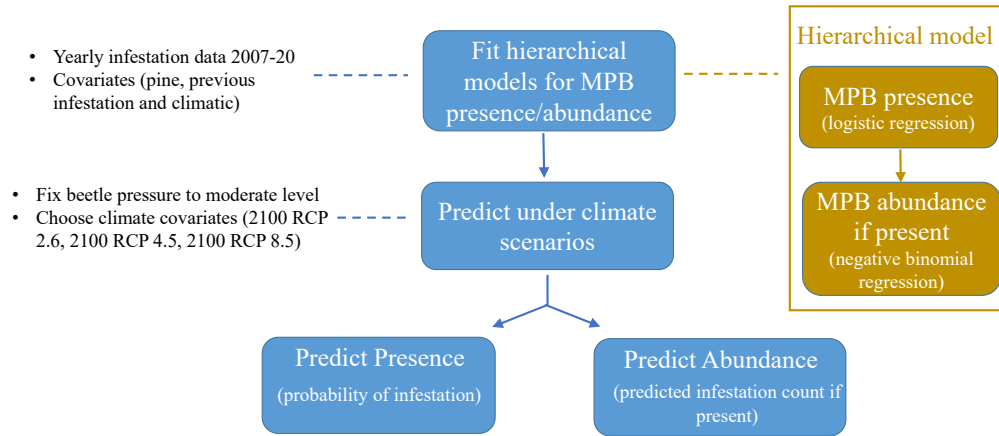 • Yearly infestation data 2007-20
• Covariates (pine, previous
infestation and climatic)
Fit hierarchical
models for MPB
presence/abundance
Hierarchical model
MPB presence
(logistic regression)
MPB abundance
if present
(negative binomial
regression)
• Fix beetle pressure to moderate level
• Choose climate covariates (2100 RCP
2.6, 2100 RCP 4.5, 2100 RCP 8.5)
Predict under climate
scenarios
Predict Presence
(probability of infestation)
Predict Abundance
(predicted infestation count if
present)